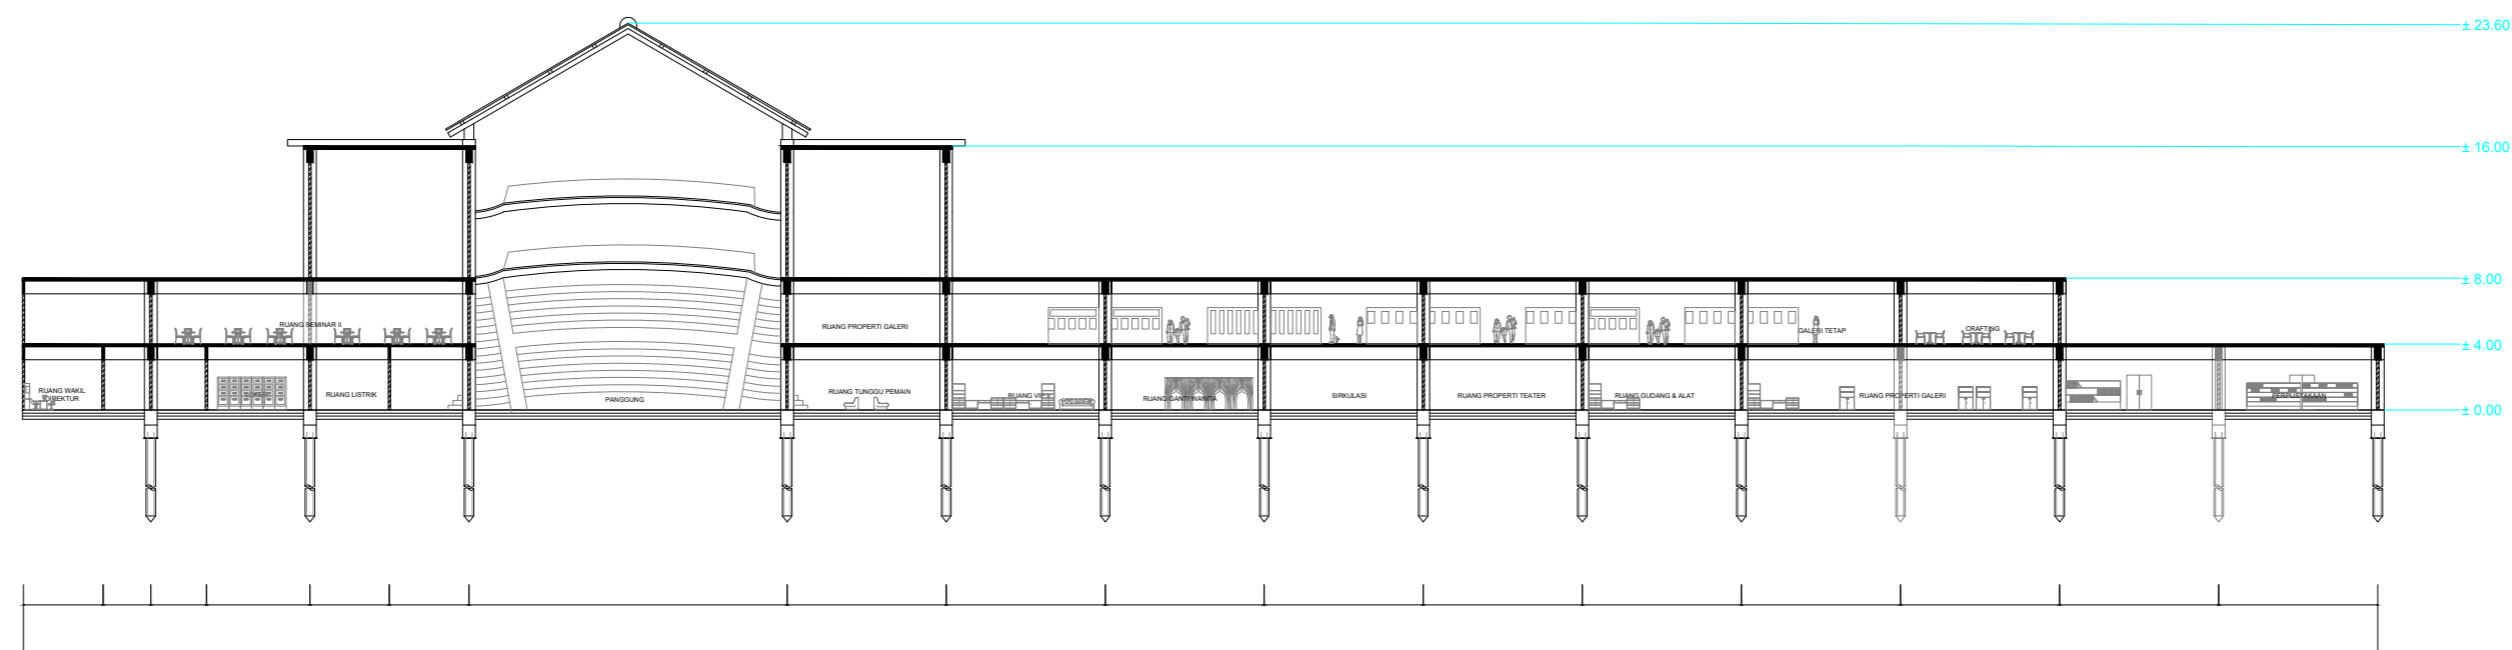 ± 23.60
± 16.00
± 8.00
RUANG SEMINAR II
RUANG PROPERTI GALERI
GALERI TETAP
CRAFTING
± 4.00
RUANG WAKIL
DIREKTUR
RUANG LISTRIK
PANGGUNG
RUANG TUNGGU PEMAIN
RUANG VIP
RUANG GANTI WANITA
SIRKULASI
RUANG PROPERTI TEATER
RUANG GUDANG & ALAT
RUANG PROPERTI GALERI
PERPUSTAKAAN
± 0.00